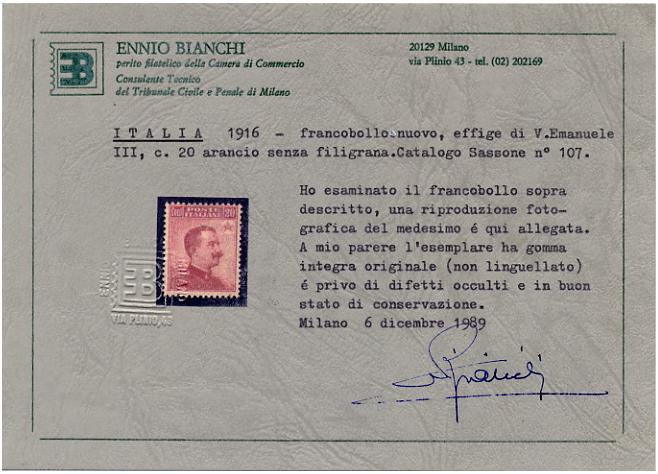 ENNIO BIANCHI
perito filatelico della Camera di Commercio
Consulente Tecnico
del Tribunale Civile e Penale di Milano
20129 Milano
via Plinio 43 - tel. (02) 202169
ITALIA 1916 - francobollo nuovo, effige di V.Emanuele
III, c. 20 arancio senza filigrana.Catalogo Sassone n° 107.
Ho esaminato il francobollo sopra
descritto, una riproduzione foto-
grafica del medesimo é qui allegata.
A mio parere l'esemplare ha gomma
integra originale (non linguellato)
é privo di difetti occulti e in buon
stato di conservazione.
Milano 6 dicembre 1989
POSTE
ITALIANE
20
ENNIO
VIA PLINIO, 43